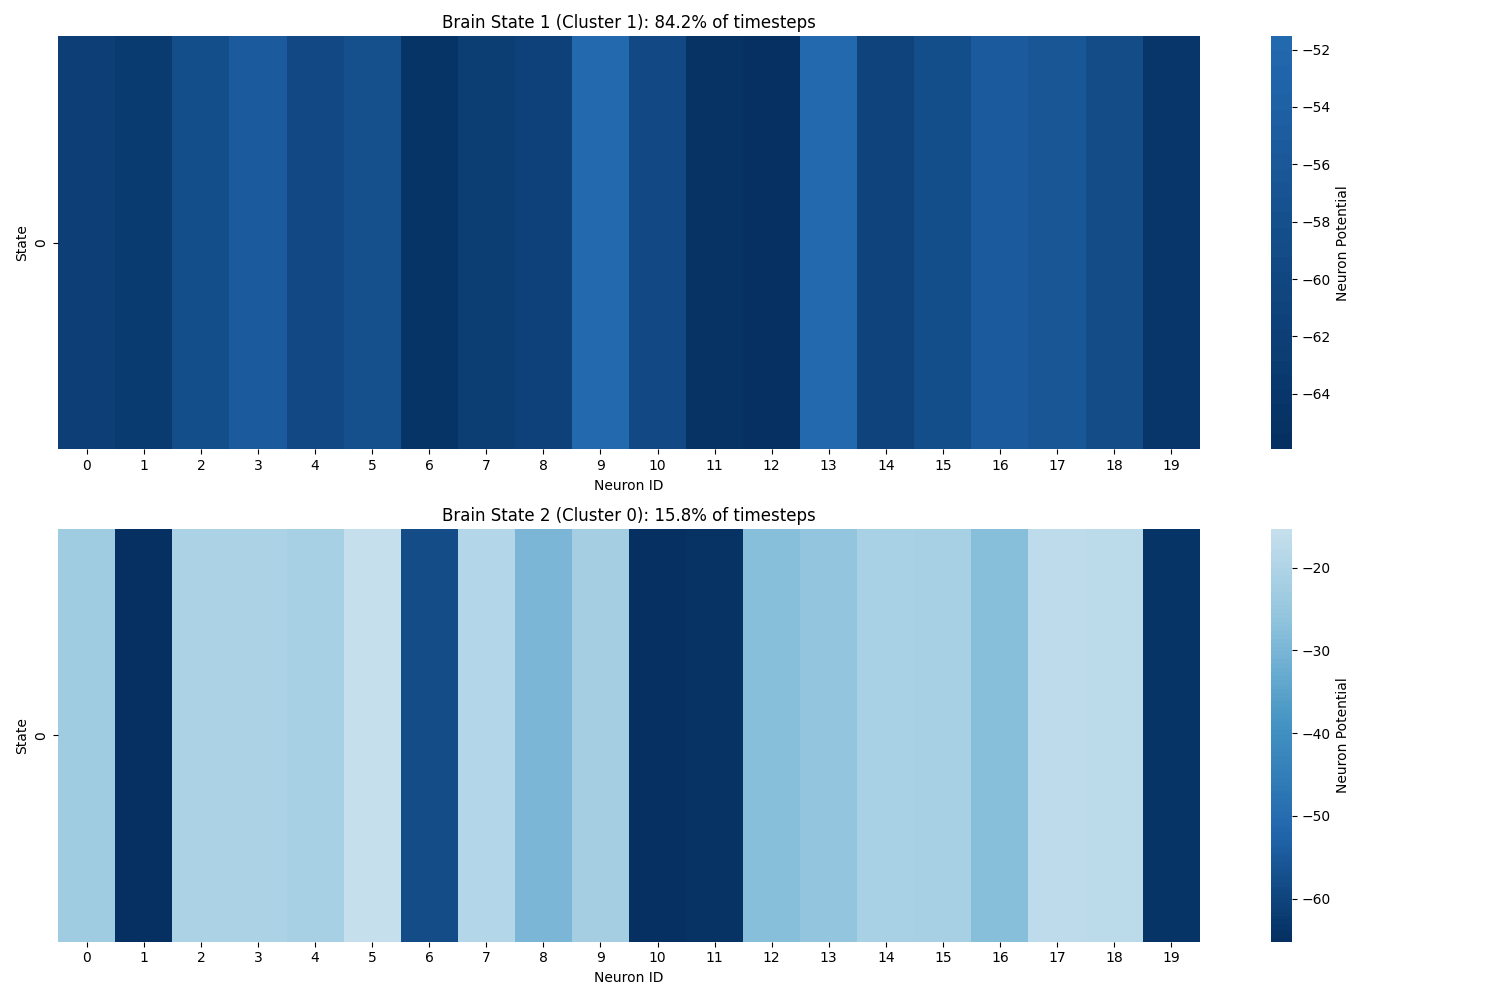 Brain State 1 (Cluster 1): 84.2% of timesteps
State
0
0 1 2 3 4 5 6 7 8 9 10 11 12 13 14 15 16 17 18 19
Neuron ID
−52
−54
−56
−58
−60
−62
−64
Neuron Potential
Brain State 2 (Cluster 0): 15.8% of timesteps
State
0
0 1 2 3 4 5 6 7 8 9 10 11 12 13 14 15 16 17 18 19
Neuron ID
−20
−30
−40
−50
−60
Neuron Potential